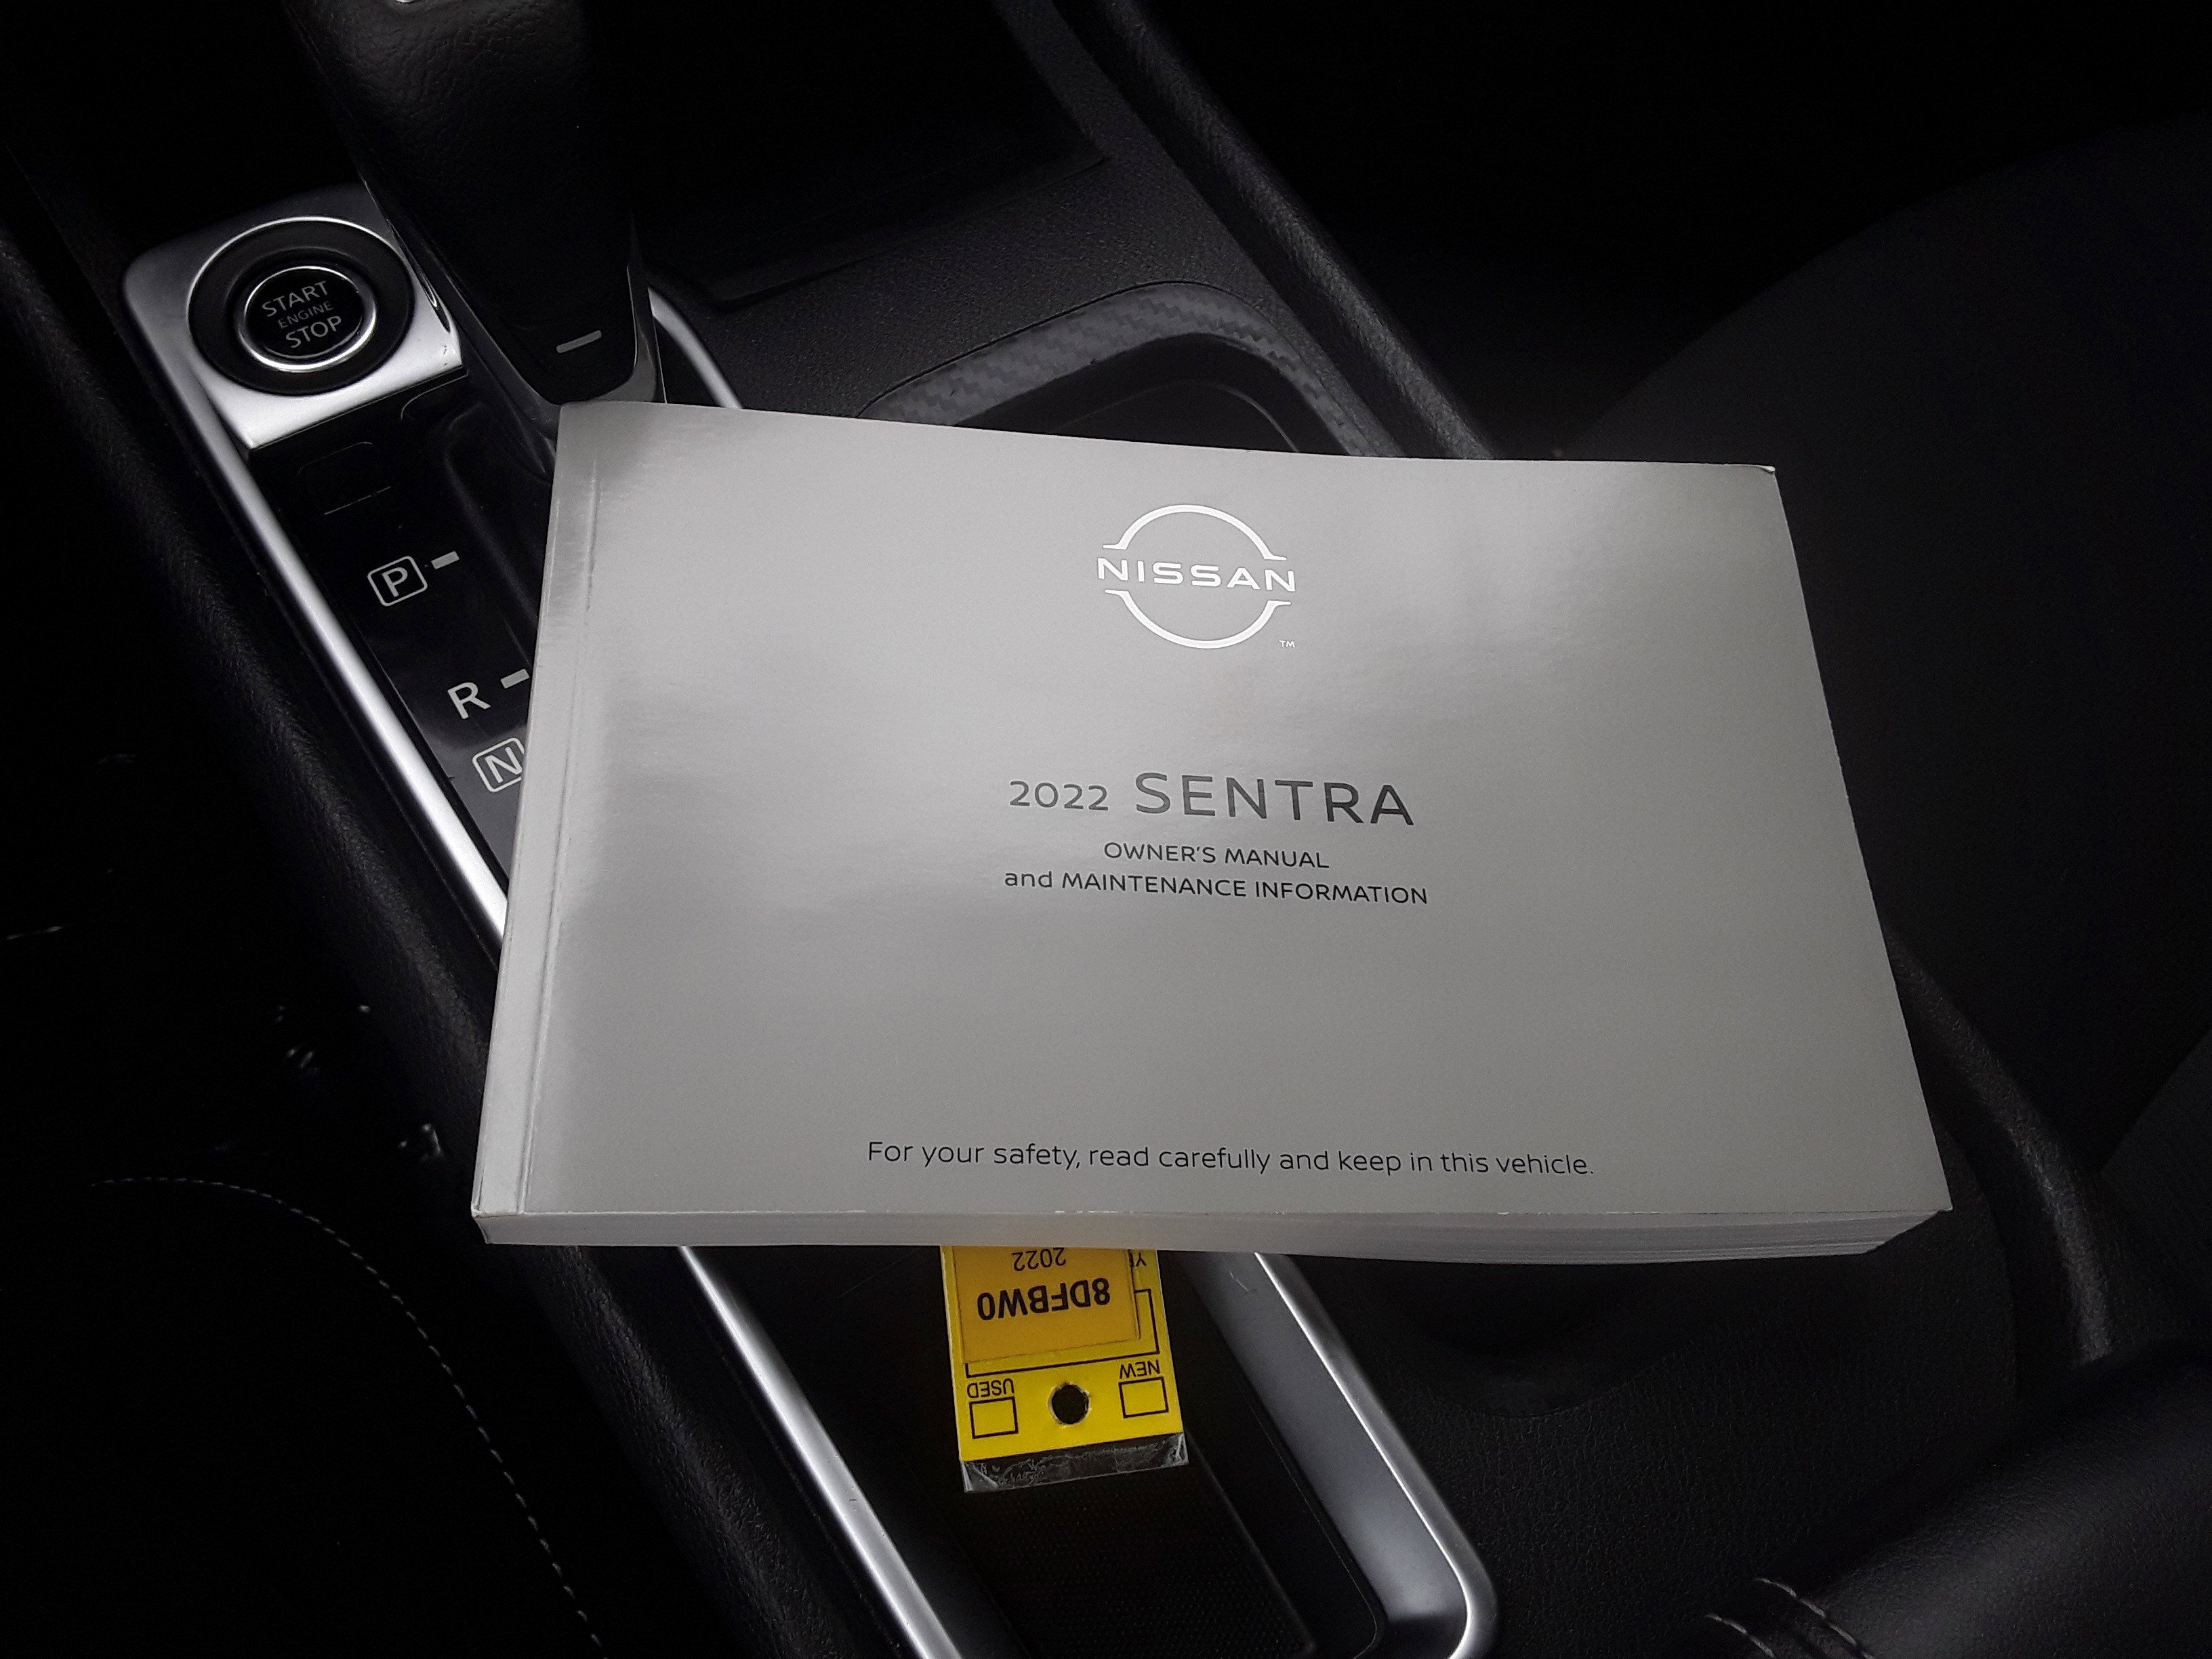 START
ENGINE
STOP
P
R
N
NISSAN
TM
2022 SENTRA
OWNER'S MANUAL
and MAINTENANCE INFORMATION
For your safety, read carefully and keep in this vehicle.
NEW
USED
8DFBW0
2022